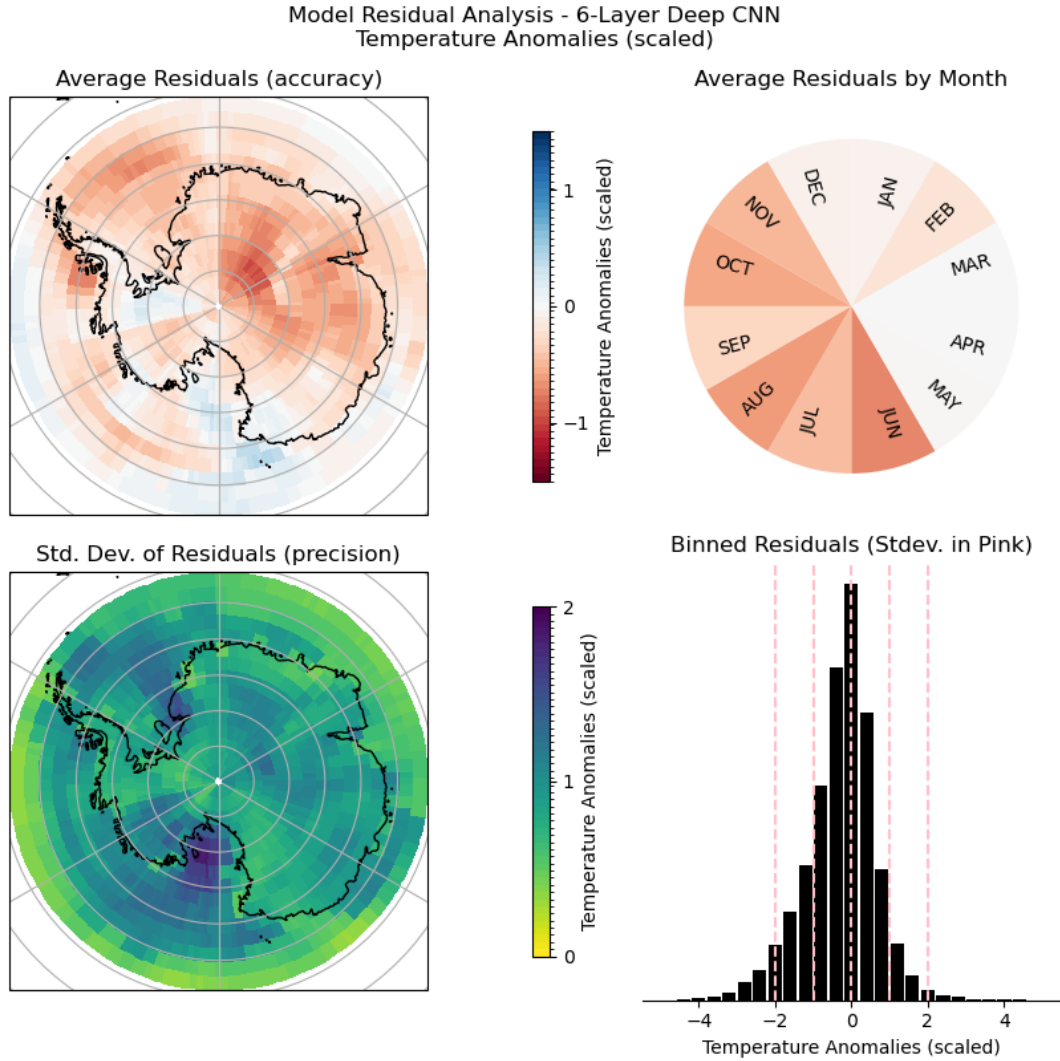 Model Residual Analysis - 6-Layer Deep CNN
Temperature Anomalies (scaled)
Average Residuals (accuracy)
1
0
−1
Temperature Anomalies (scaled)
Average Residuals by Month
DEC
JAN
NOV
FEB
OCT
MAR
SEP
APR
AUG
MAY
JUL
JUN
Std. Dev. of Residuals (precision)
2
1
0
Temperature Anomalies (scaled)
Binned Residuals (Stdev. in Pink)
−4 −2 0 2 4
Temperature Anomalies (scaled)